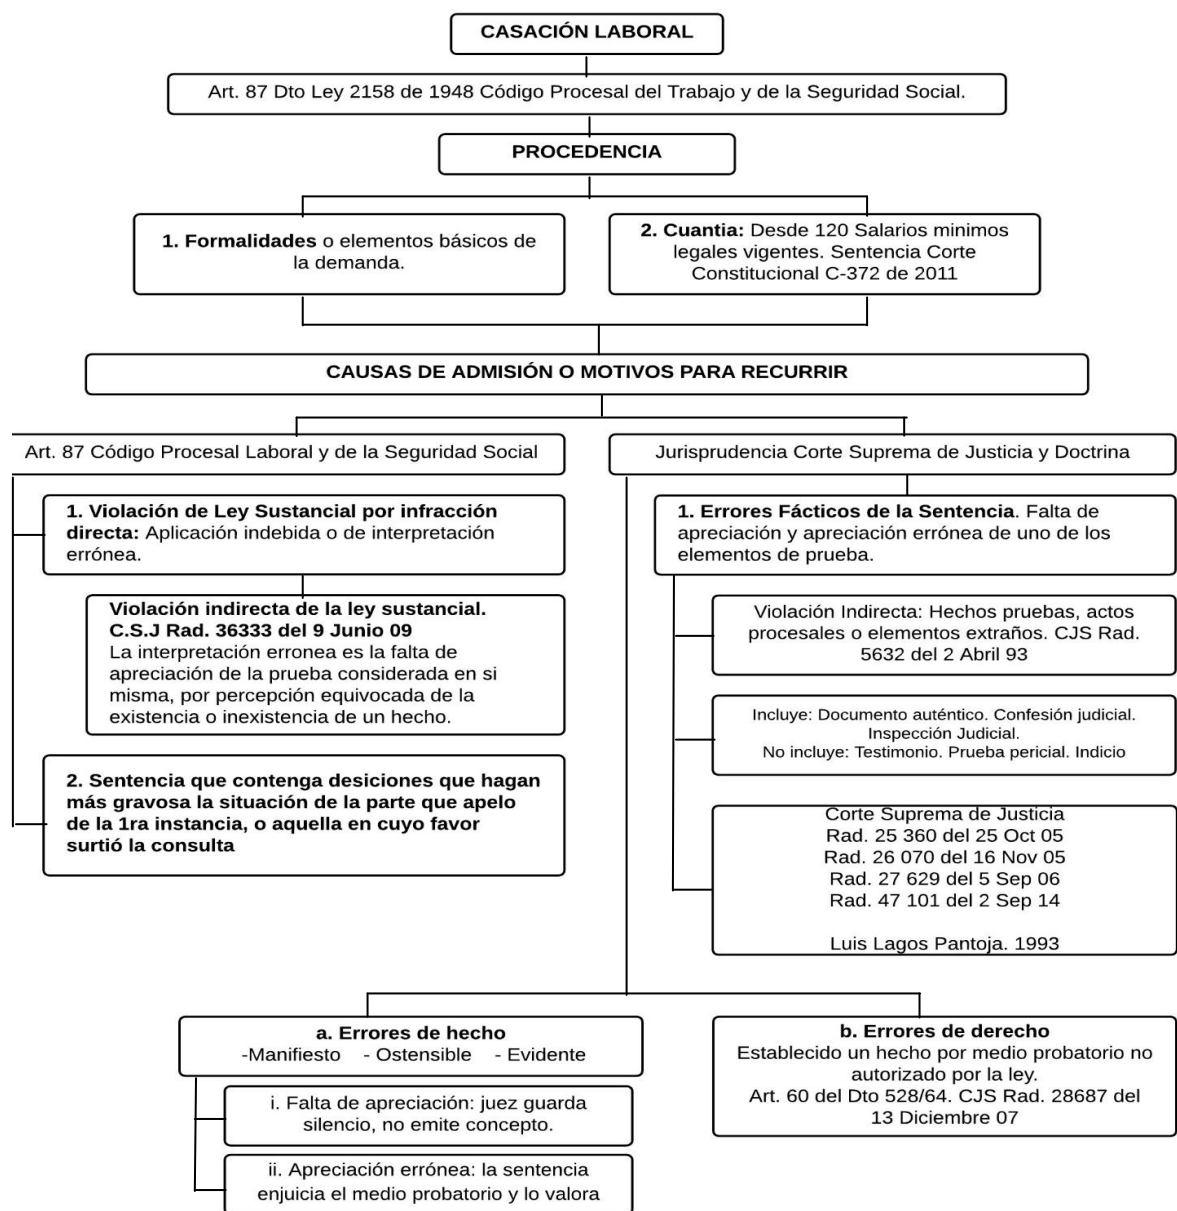 CASACIÓN LABORAL
Art. 87 Dto Ley 2158 de 1948 Código Procesal del Trabajo y de la Seguridad Social.
PROCEDENCIA
1. Formalidades o elementos básicos de
la demanda.
2. Cuantia: Desde 120 Salarios minimos
legales vigentes. Sentencia Corte
Constitucional C-372 de 2011
CAUSAS DE ADMISIÓN O MOTIVOS PARA RECURRIR
Art. 87 Código Procesal Laboral y de la Seguridad Social
1. Violación de Ley Sustancial por infracción
directa: Aplicación indebida o de interpretación
errónea.
Violación indirecta de la ley sustancial.
C.S.J Rad. 36333 del 9 Junio 09
La interpretación erronea es la falta de
apreciación de la prueba considerada en si
misma, por percepción equivocada de la
existencia o inexistencia de un hecho.
2. Sentencia que contenga desiciones que hagan
más gravosa la situación de la parte que apelo
de la 1ra instancia, o aquella en cuyo favor
surtió la consulta
Jurisprudencia Corte Suprema de Justicia y Doctrina
1. Errores Fácticos de la Sentencia. Falta de
apreciación y apreciación errónea de uno de los
elementos de prueba.
Violación Indirecta: Hechos pruebas, actos
procesales o elementos extraños. CJS Rad.
5632 del 2 Abril 93
Incluye: Documento auténtico. Confesión judicial.
Inspección Judicial.
No incluye: Testimonio. Prueba pericial. Indicio
Corte Suprema de Justicia
Rad. 25 360 del 25 Oct 05
Rad. 26 070 del 16 Nov 05
Rad. 27 629 del 5 Sep 06
Rad. 47 101 del 2 Sep 14
Luis Lagos Pantoja. 1993
a. Errores de hecho
-Manifiesto - Ostensible - Evidente
i. Falta de apreciación: juez guarda
silencio, no emite concepto.
ii. Apreciación errónea: la sentencia
enjuicia el medio probatorio y lo valora
b. Errores de derecho
Establecido un hecho por medio probatorio no
autorizado por la ley.
Art. 60 del Dto 528/64. CJS Rad. 28687 del
13 Diciembre 07